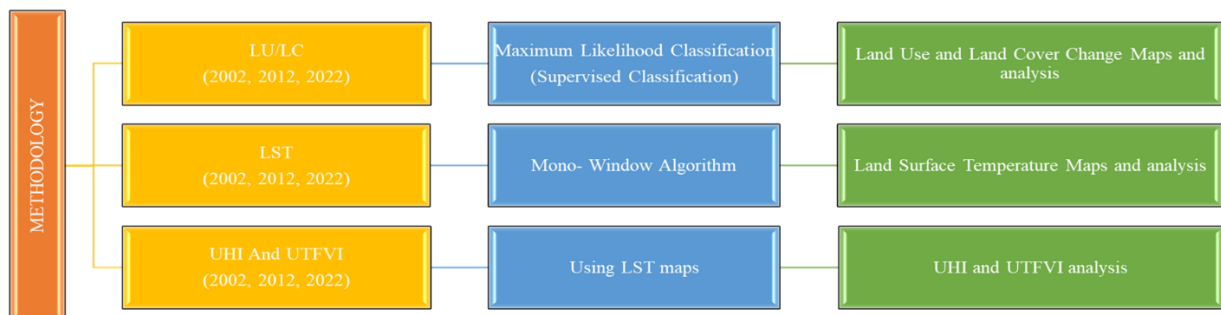 METHODOLOGY
LU/LC
(2002, 2012, 2022)
Maximum Likelihood Classification
(Supervised Classification)
Land Use and Land Cover Change Maps and
analysis
LST
(2002, 2012, 2022)
Mono- Window Algorithm
Land Surface Temperature Maps and analysis
UHI And UTFVI
(2002, 2012, 2022)
Using LST maps
UHI and UTFVI analysis